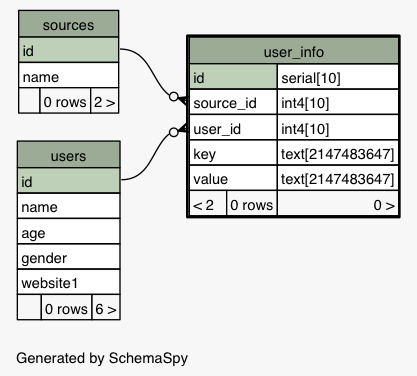 sources
id
name
0 rows 2 >
users
id
name
age
gender
website1
0 rows 6 >
user_info
id serial[10]
source_id int4[10]
user_id int4[10]
key text[2147483647]
value text[2147483647]
< 2 0 rows 0 >
Generated by SchemaSpy